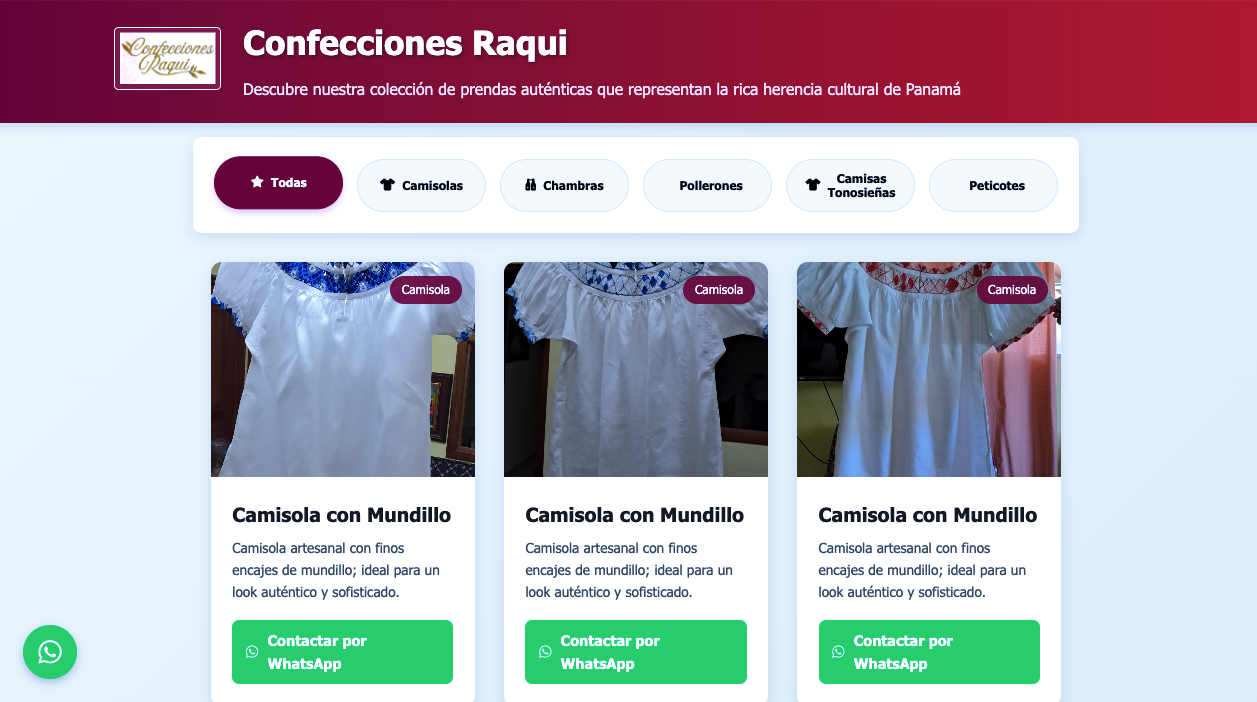 Confecciones
Raqui
Confecciones Raqui
Descubre nuestra colección de prendas auténticas que representan la rica herencia cultural de Panamá
Todas
Camisolas
Chambras
Pollerones
Camisas
Tonosieñas
Peticotes
Camisola
Camisola
Camisola
Camisola con Mundillo
Camisola artesanal con finos
encajes de mundillo; ideal para un
look auténtico y sofisticado.
Contactar por
WhatsApp
Camisola con Mundillo
Camisola artesanal con finos
encajes de mundillo; ideal para un
look auténtico y sofisticado.
Contactar por
WhatsApp
Camisola con Mundillo
Camisola artesanal con finos
encajes de mundillo; ideal para un
look auténtico y sofisticado.
Contactar por
WhatsApp